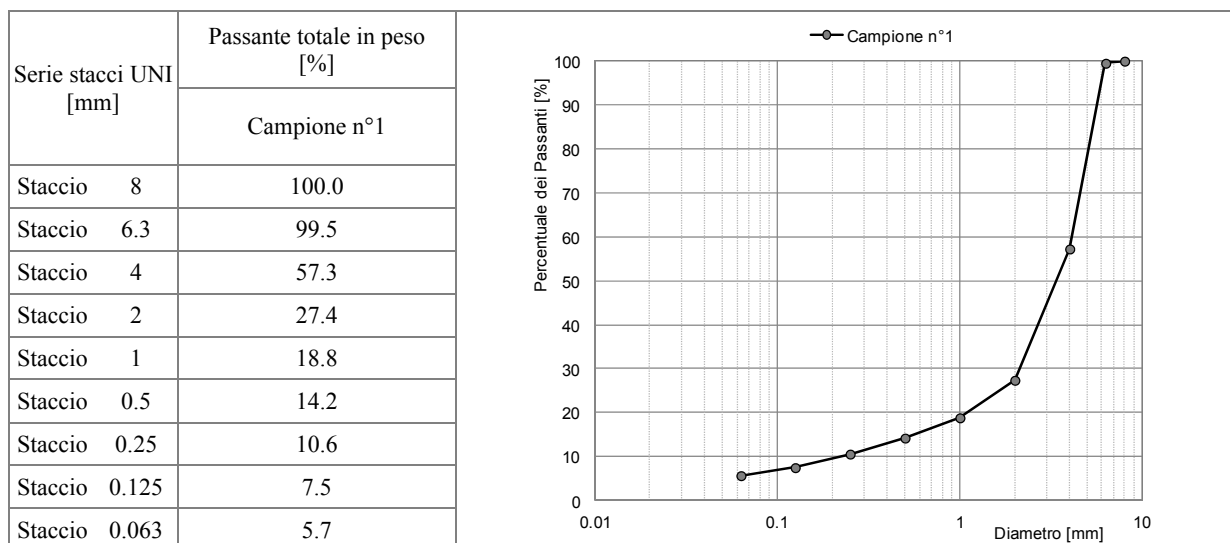 Serie stacci UNI
[mm]
Passante totale in peso
[%]
Campione n°1
Staccio 8 100.0
Staccio 6.3 99.5
Staccio 4 57.3
Staccio 2 27.4
Staccio 1 18.8
Staccio 0.5 14.2
Staccio 0.25 10.6
Staccio 0.125 7.5
Staccio 0.063 5.7
Campione n°1
Percentuale dei Passanti [%]
100
90
80
70
60
50
40
30
20
10
0
0.01 0.1 1 10
Diametro [mm]